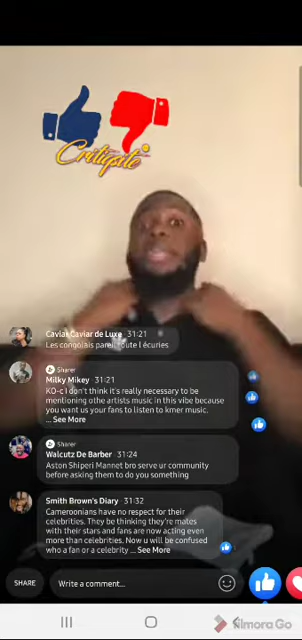 Critiqate
Caviar Caviar de Luxe · 31:21
Les congolais pareil, toute l écuries
Sharer
Milky Mikey · 31:21
KO-c I don't think it's really necessary to be
mentioning othe artists music in this vibe because
you want us your fans to listen to kmer music.
... See More
Sharer
Walcutz De Barber · 31:24
Aston Shiperi Mannet bro serve ur community
before asking them to do you something
Smith Brown's Diary · 31:32
Cameroonians have no respect for their
celebrities. They be thinking they're mates
with their stars and fans are now acting even
more than celebrities. Now u will be confused
who a fan or a celebrity ... See More
SHARE
Write a comment...
FilmoraGo